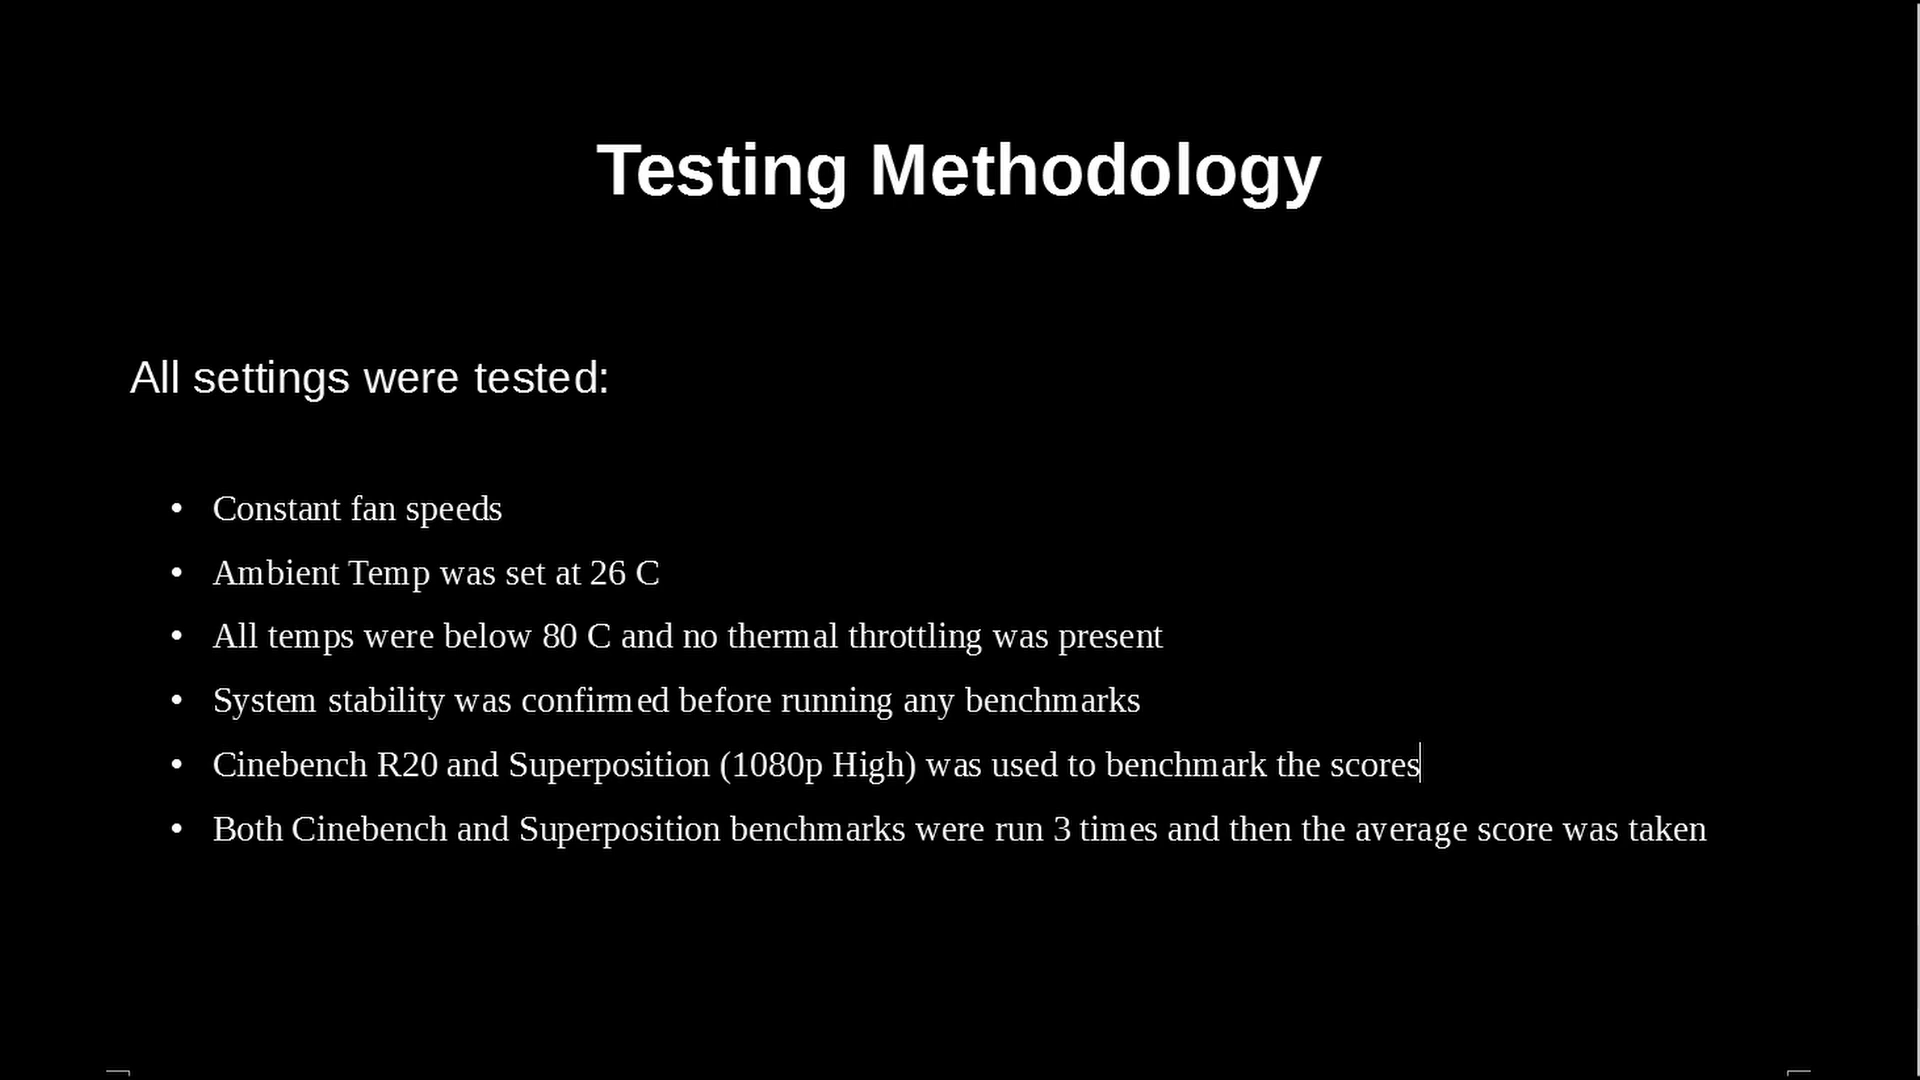 Testing Methodology
All settings were tested:
• Constant fan speeds
• Ambient Temp was set at 26 C
• All temps were below 80 C and no thermal throttling was present
• System stability was confirmed before running any benchmarks
• Cinebench R20 and Superposition (1080p High) was used to benchmark the scores
• Both Cinebench and Superposition benchmarks were run 3 times and then the average score was taken